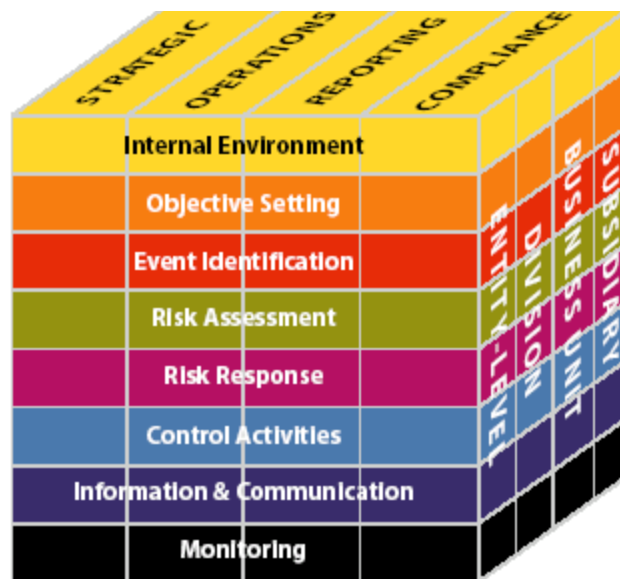 STRATEGIC
OPERATIONS
REPORTING
COMPLIANCE
Internal Environment
Objective Setting
Event Identification
Risk Assessment
Risk Response
Control Activities
Information & Communication
Monitoring
ENTITY-LEVEL
DIVISION
BUSINESS UNIT
SUBSIDIARY